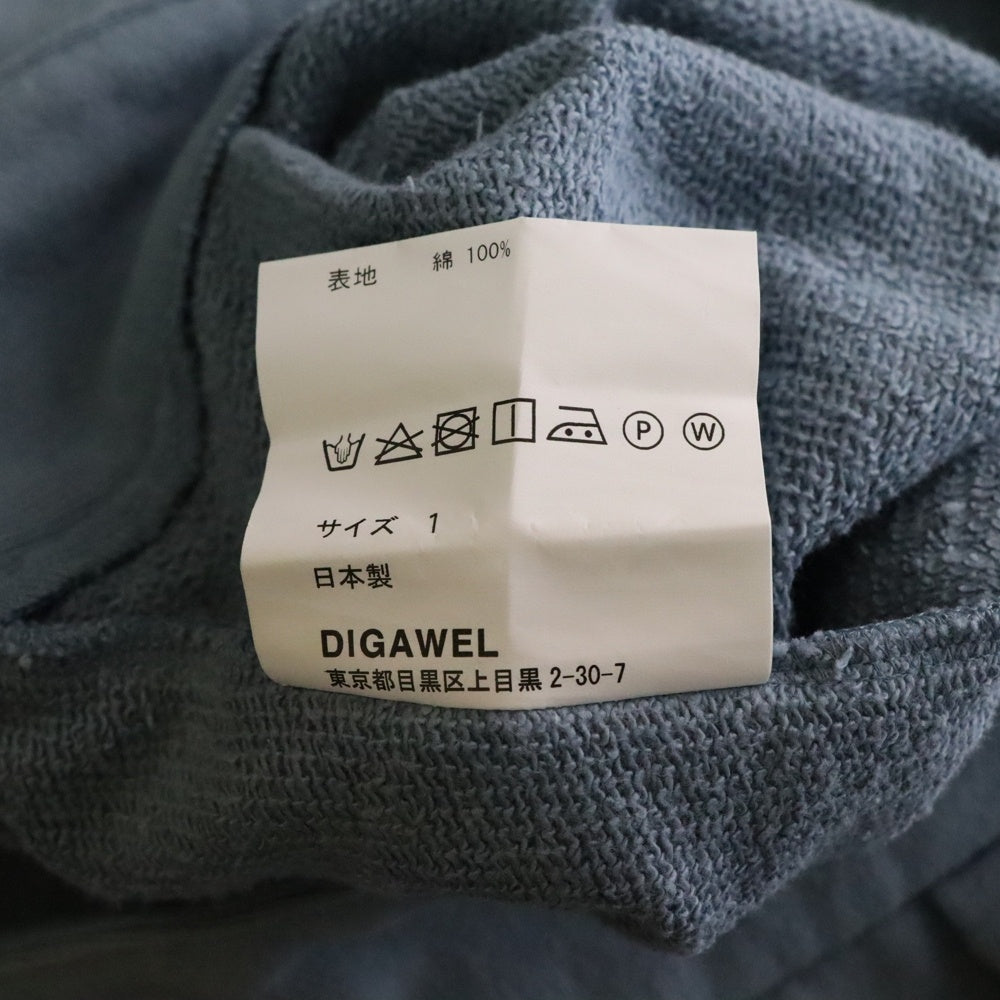 表地 綿 100%
P W
サイズ 1
日本製
DIGAWEL
東京都目黒区上目黒 2-30-7